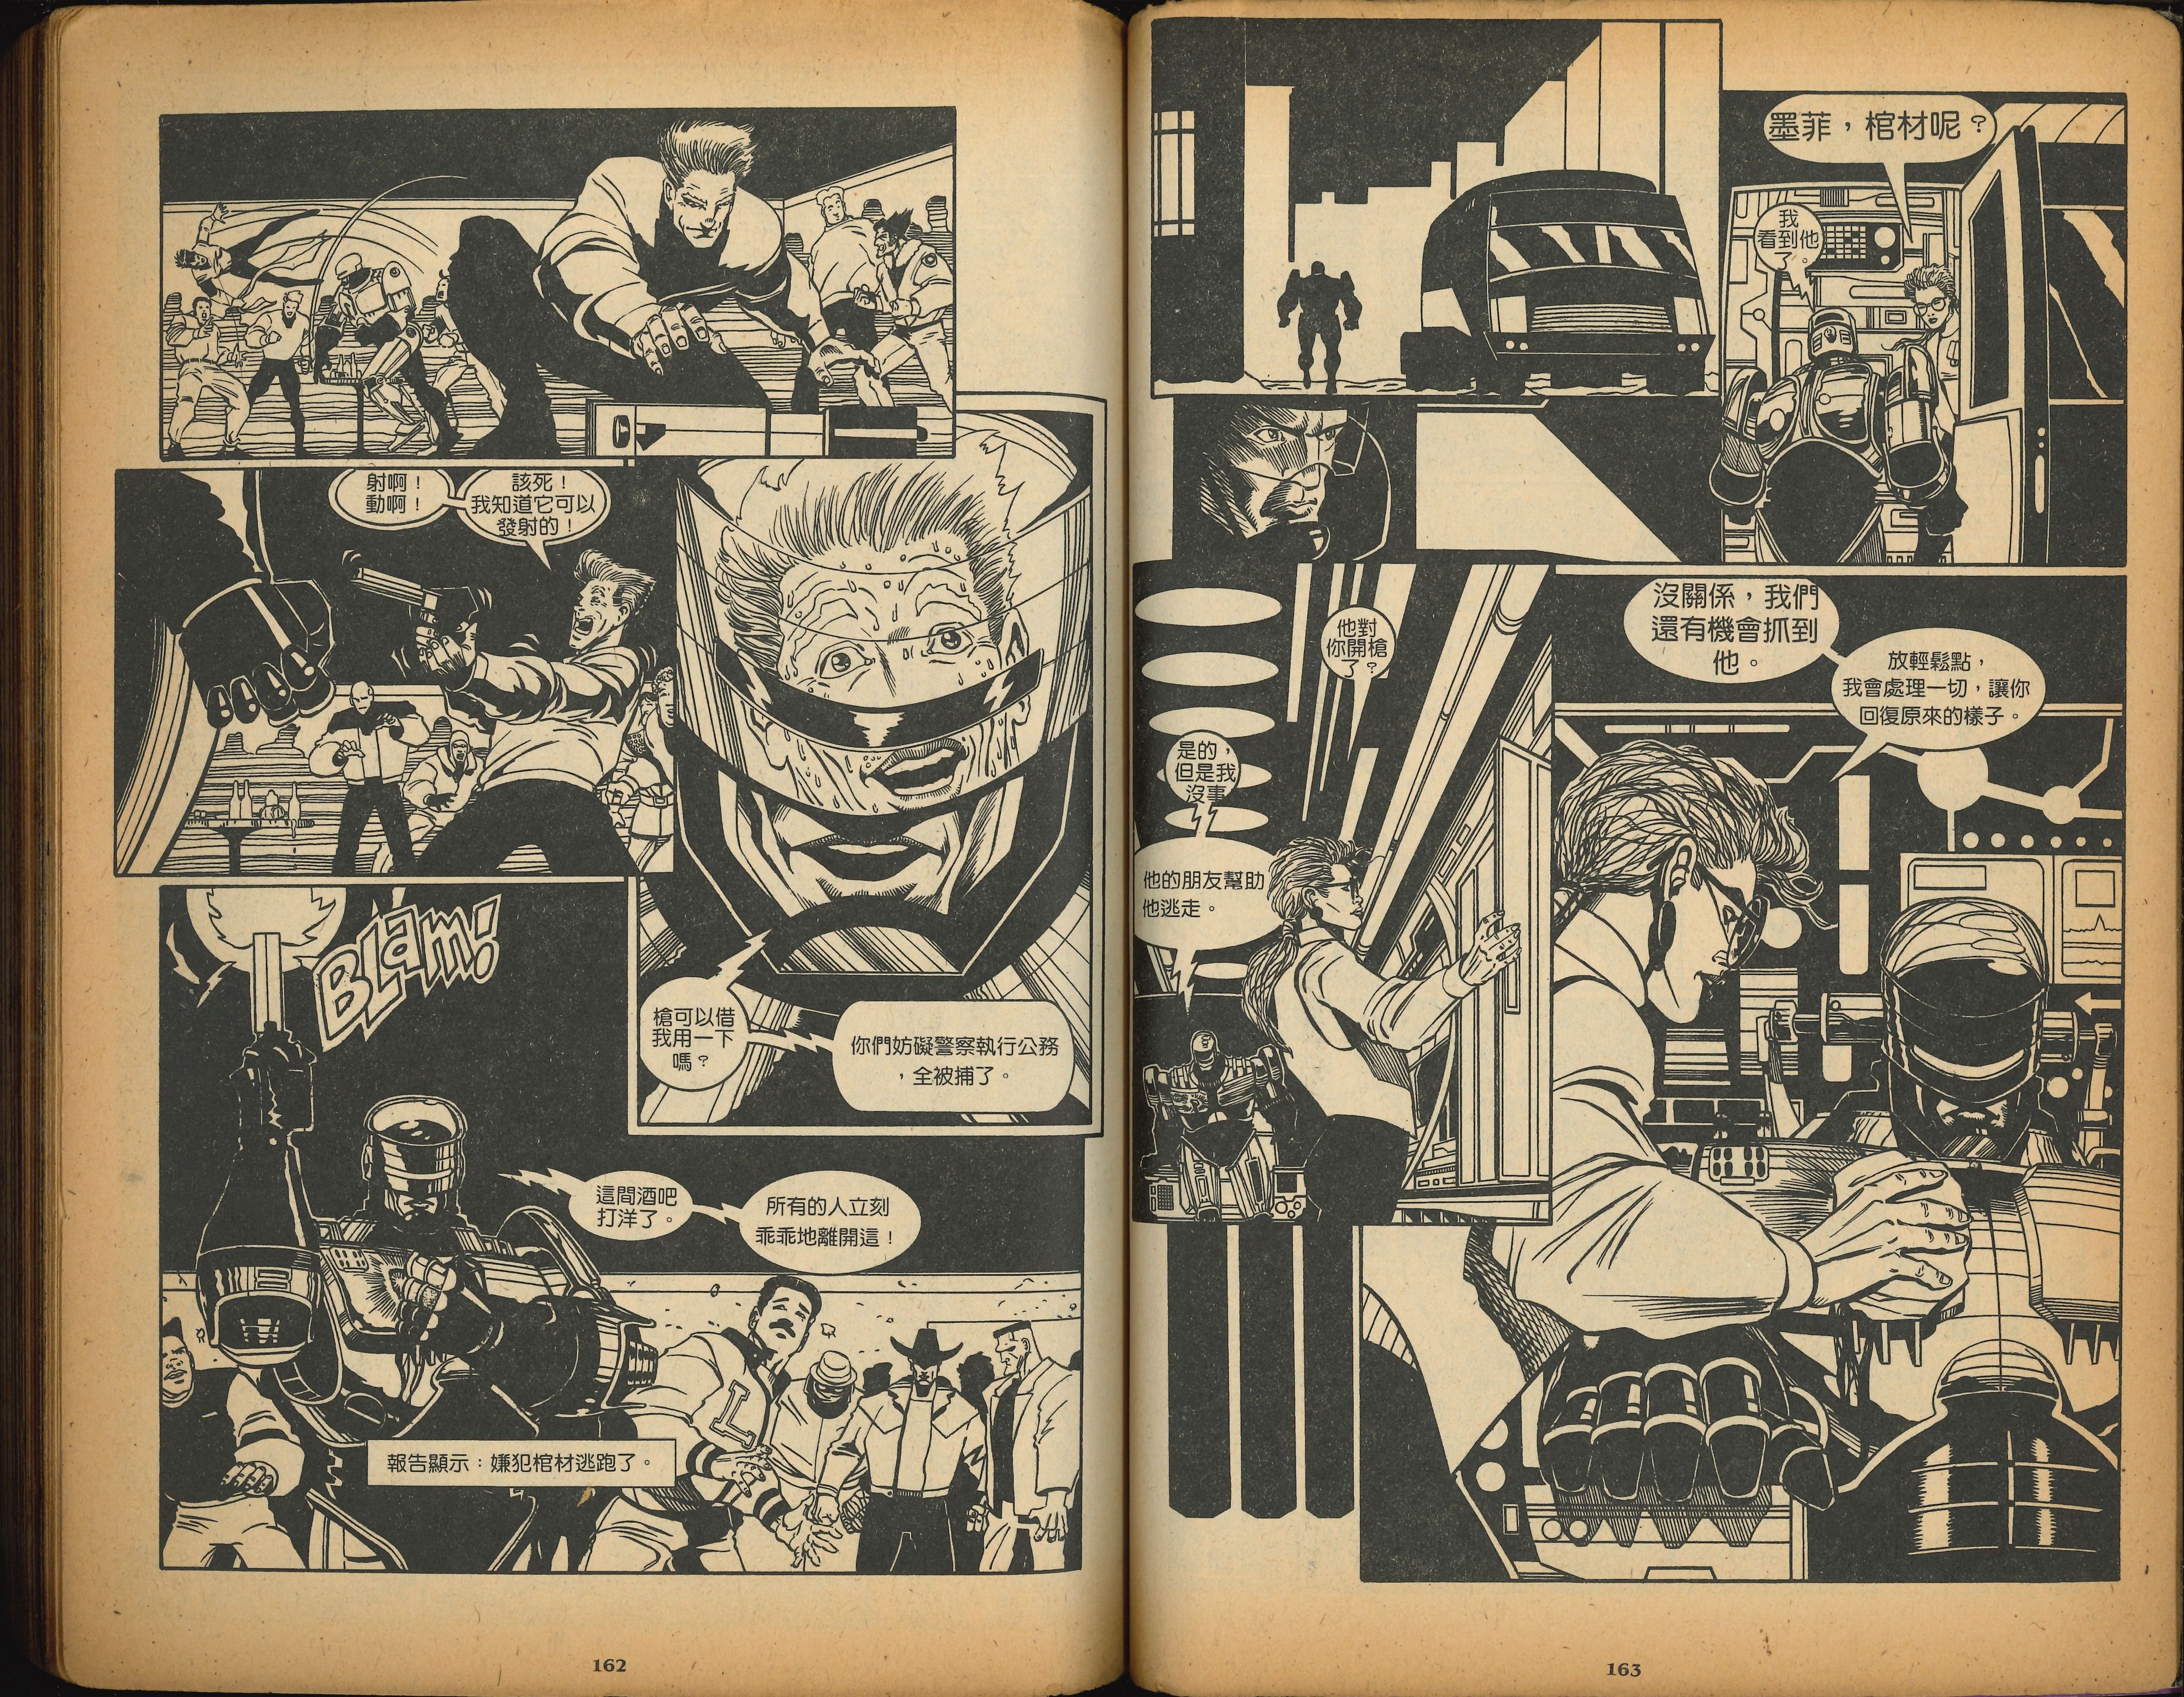 射啊！
動啊！
該死！
我知道它可以
發射的！
槍可以借
我用一下
嗎？
你們妨礙警察執行公務
，全被捕了。
BLam!
這間酒吧
打洋了。
所有的人立刻
乖乖地離開這！
L
報告顯示：嫌犯棺材逃跑了。
162
墨菲，棺材呢？
我
看到他
了。
他對
你開槍
了？
是的，
但是我
沒事
他的朋友幫助
他逃走。
沒關係，我們
還有機會抓到
他。
放輕鬆點，
我會處理一切，讓你
回復原來的樣子。
163